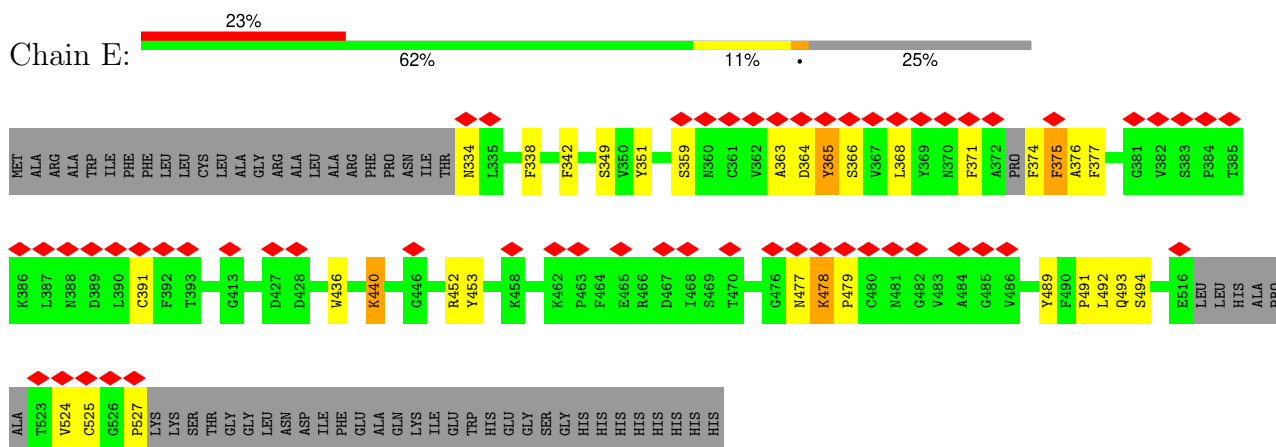 23%
Chain E:
62% 11% • 25%
MET ALA ARG ALA TRP ILE PHE PHE LEU LEU CYS LEU ALA GLY ARG ALA LEU ALA ARG PHE PRO ASN ILE THR N334 L335 F338 F342 S349 V350 Y351 S359 N360 C361 V362 A363 D364 Y365 S366 V367 L368 Y369 N370 F371 A372 PRO F374 F375 A376 F377 G381 V382 S383 P384 T385
K386 L387 N388 D389 L390 C391 F392 T393 G413 D427 D428 W436 K440 G446 R452 Y453 K458 K462 P463 F464 E465 R466 D467 I468 S469 T470 G476 N477 K478 P479 C480 N481 G482 V483 A484 G485 V486 Y489 F490 P491 L492 Q493 S494 E516 LEU LEU HIS ALA PRO
ALA T523 V524 C525 G526 P527 LYS LYS SER THR GLY GLY LEU ASN ASP ILE PHE GLU ALA GLN LYS ILE GLU TRP HIS GLU GLY SER GLY HIS HIS HIS HIS HIS HIS HIS HIS